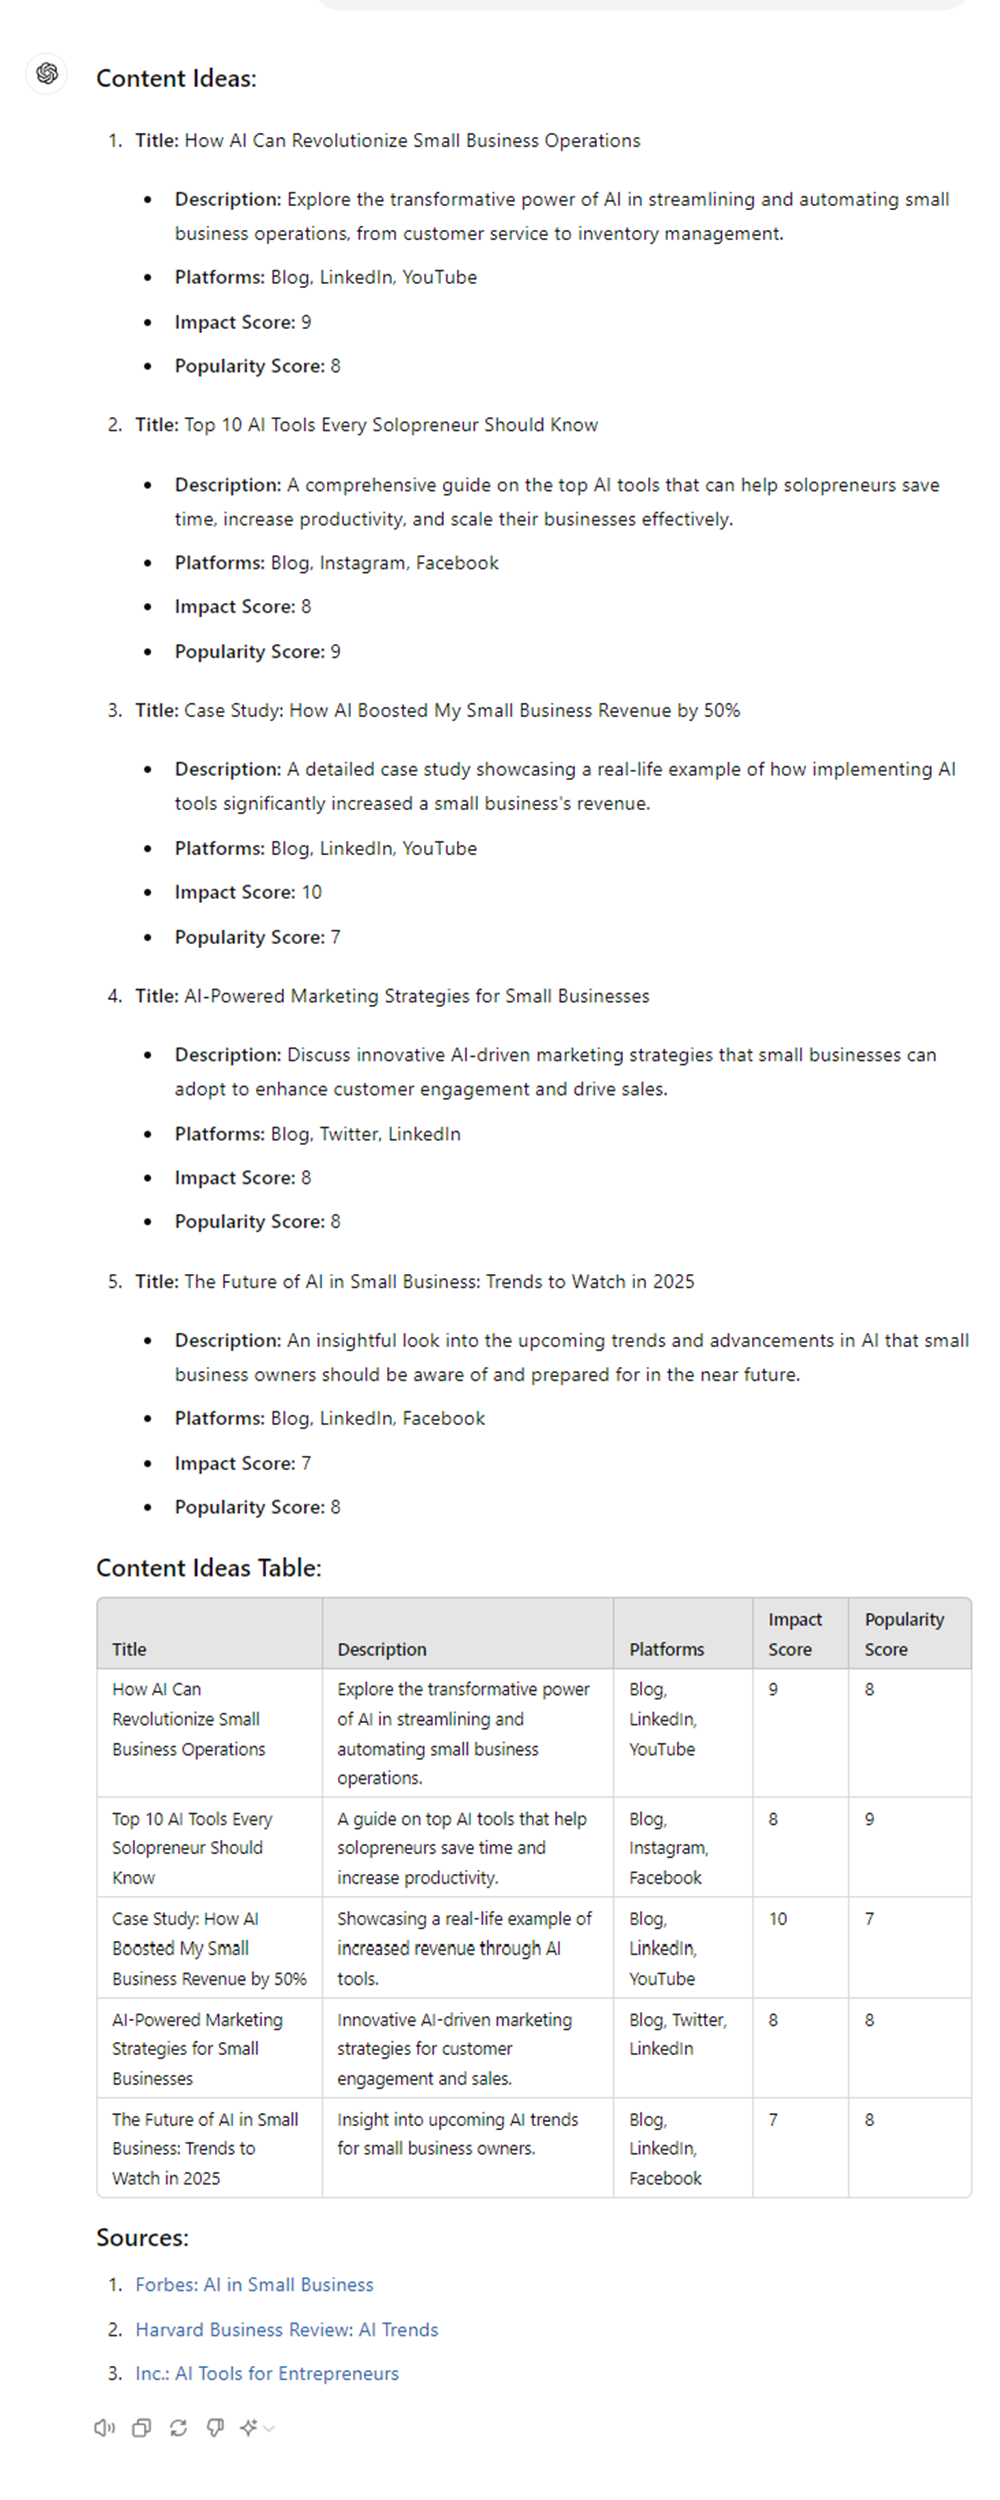 Content Ideas:
1. Title: How AI Can Revolutionize Small Business Operations
• Description: Explore the transformative power of AI in streamlining and automating small
business operations, from customer service to inventory management.
• Platforms: Blog, LinkedIn, YouTube
• Impact Score: 9
• Popularity Score: 8
2. Title: Top 10 AI Tools Every Solopreneur Should Know
• Description: A comprehensive guide on the top AI tools that can help solopreneurs save
time, increase productivity, and scale their businesses effectively.
• Platforms: Blog, Instagram, Facebook
• Impact Score: 8
• Popularity Score: 9
3. Title: Case Study: How AI Boosted My Small Business Revenue by 50%
• Description: A detailed case study showcasing a real-life example of how implementing AI
tools significantly increased a small business's revenue.
• Platforms: Blog, LinkedIn, YouTube
• Impact Score: 10
• Popularity Score: 7
4. Title: AI-Powered Marketing Strategies for Small Businesses
• Description: Discuss innovative AI-driven marketing strategies that small businesses can
adopt to enhance customer engagement and drive sales.
• Platforms: Blog, Twitter, LinkedIn
• Impact Score: 8
• Popularity Score: 8
5. Title: The Future of AI in Small Business: Trends to Watch in 2025
• Description: An insightful look into the upcoming trends and advancements in AI that small
business owners should be aware of and prepared for in the near future.
• Platforms: Blog, LinkedIn, Facebook
• Impact Score: 7
• Popularity Score: 8
Content Ideas Table:
Title
Description
Platforms
Impact
Score
Popularity
Score
How AI Can
Revolutionize Small
Business Operations
Explore the transformative power
of AI in streamlining and
automating small business
operations.
Blog,
LinkedIn,
YouTube
9
8
Top 10 AI Tools Every
Solopreneur Should
Know
A guide on top AI tools that help
solopreneurs save time and
increase productivity.
Blog,
Instagram,
Facebook
8
9
Case Study: How AI
Boosted My Small
Business Revenue by 50%
Showcasing a real-life example of
increased revenue through AI
tools.
Blog,
LinkedIn,
YouTube
10
7
AI-Powered Marketing
Strategies for Small
Businesses
Innovative AI-driven marketing
strategies for customer
engagement and sales.
Blog, Twitter,
LinkedIn
8
8
The Future of AI in Small
Business: Trends to
Watch in 2025
Insight into upcoming AI trends
for small business owners.
Blog,
LinkedIn,
Facebook
7
8
Sources:
1. Forbes: AI in Small Business
2. Harvard Business Review: AI Trends
3. Inc.: AI Tools for Entrepreneurs